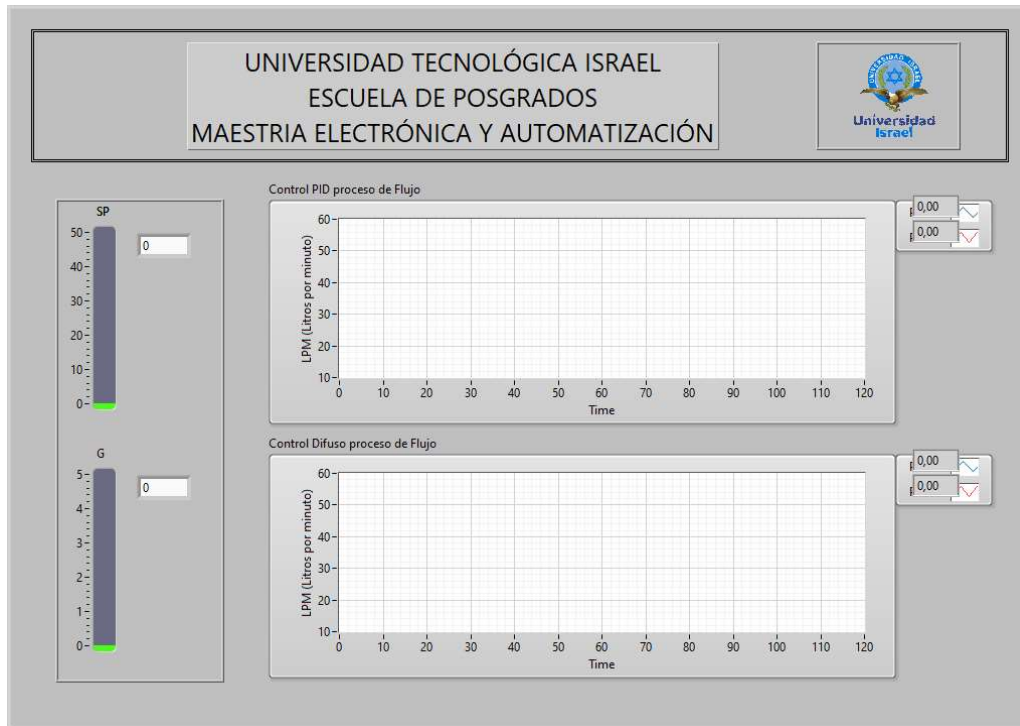 UNIVERSIDAD TECNOLÓGICA ISRAEL
ESCUELA DE POSGRADOS
MAESTRIA ELECTRÓNICA Y AUTOMATIZACIÓN
UNIVERSIDAD ISRAEL
Universidad
Israel
SP
50
40
30
20
10
0
0
G
5
4
3
2
1
0
0
Control PID proceso de Flujo
LPM (Litros por minuto)
60
50
40
30
20
10
0 10 20 30 40 50 60 70 80 90 100 110 120
Time
0,00
0,00
Control Difuso proceso de Flujo
LPM (Litros por minuto)
60
50
40
30
20
10
0 10 20 30 40 50 60 70 80 90 100 110 120
Time
0,00
0,00